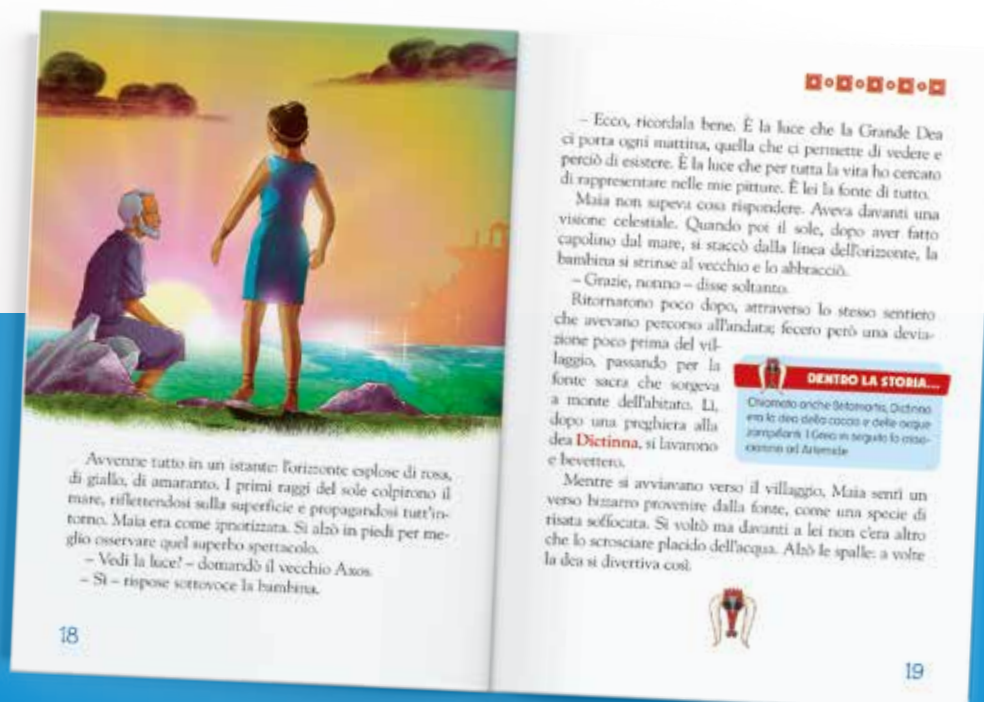 Avvenne tutto in un istante: l'orizzonte esplose di rosa,
di giallo, di amaranto. I primi raggi del sole colpirono il
mare, riflettendosi sulla superficie e propagandosi tutt'in-
torno. Maia era come ipnotizzata. Si alzò in piedi per me-
glio osservare quel superbo spettacolo.
– Vedi la luce? – domandò il vecchio Axos.
– Sì – rispose sottovoce la bambina.
18
– Ecco, ricordala bene. È la luce che la Grande Dea
ci porta ogni mattina, quella che ci permette di vedere e
perciò di esistere. È la luce che per tutta la vita ho cercato
di rappresentare nelle mie pitture. È lei la fonte di tutto.
Maia non sapeva cosa rispondere. Aveva davanti una
visione celestiale. Quando poi il sole, dopo aver fatto
capolino dal mare, si staccò dalla linea dell'orizzonte, la
bambina si strinse al vecchio e lo abbracciò.
– Grazie, nonno – disse soltanto.
Ritornarono poco dopo, attraverso lo stesso sentiero
che avevano percorso all'andata; fecero però una devia-
zione poco prima del vil-
laggio, passando per la
fonte sacra che sorgeva
a monte dell'abitato. Lì,
dopo una preghiera alla
dea Dictinna, si lavarono
e bevettero.
DENTRO LA STORIA...
Chiamata anche Britomartis, Dictinna
era la dea della caccia e delle acque
zampillanti. I Greci in seguito la asso-
ciarono ad Artemide
Mentre si avviavano verso il villaggio, Maia sentì un
verso bizzarro provenire dalla fonte, come una specie di
risata soffocata. Si voltò ma davanti a lei non c'era altro
che lo scrosciare placido dell'acqua. Alzò le spalle: a volte
la dea si divertiva così.
19